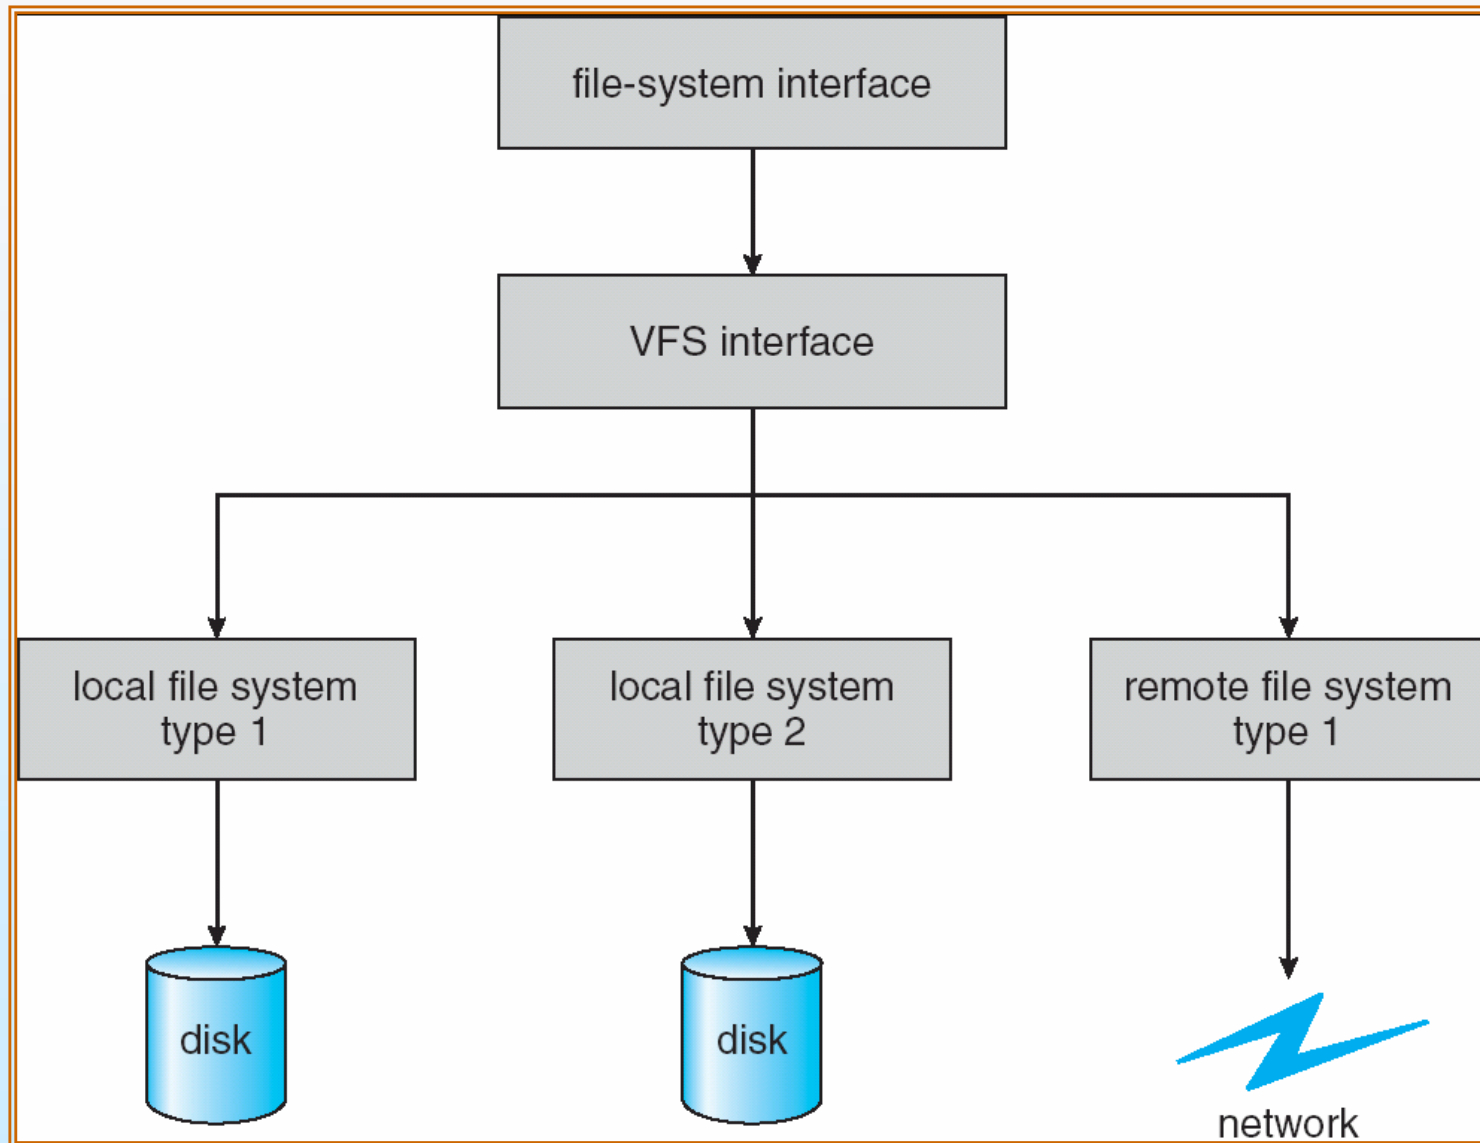 file-system interface
VFS interface
local file system
type 1
local file system
type 2
remote file system
type 1
disk
disk
network